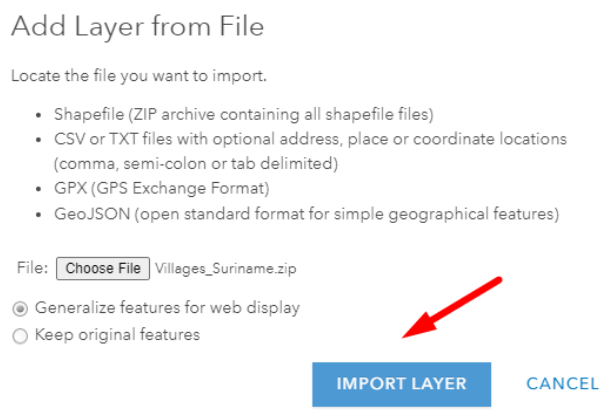 Add Layer from File
Locate the file you want to import.
• Shapefile (ZIP archive containing all shapefile files)
• CSV or TXT files with optional address, place or coordinate locations
(comma, semi-colon or tab delimited)
• GPX (GPS Exchange Format)
• GeoJSON (open standard format for simple geographical features)
File: Choose File Villages_Suriname.zip
Generalize features for web display
Keep original features
IMPORT LAYER CANCEL